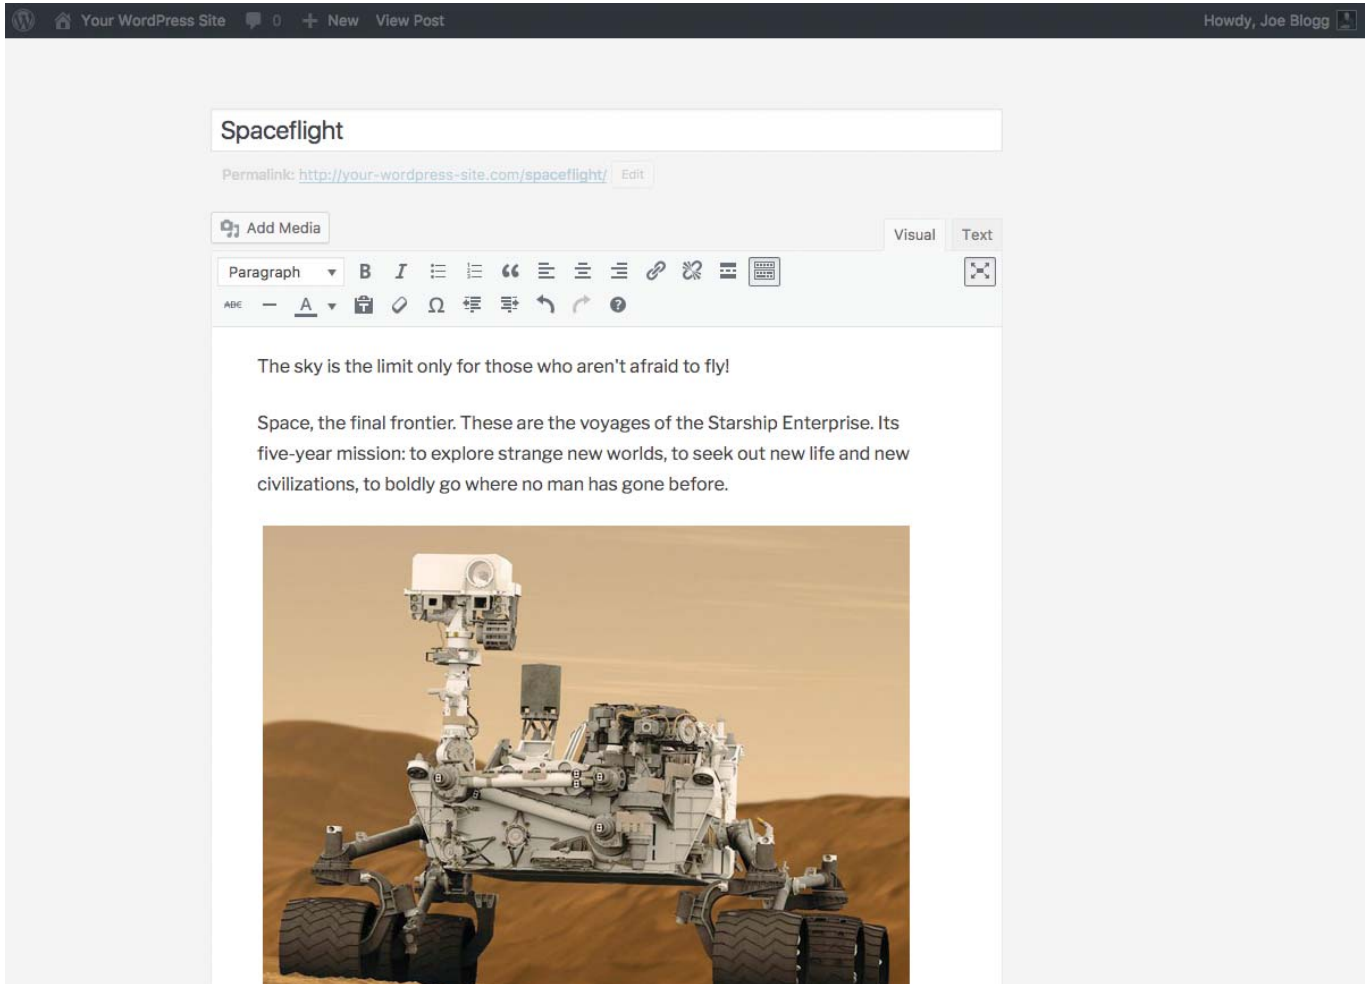 Your WordPress Site 0 New View Post Howdy, Joe Blogg
Spaceflight
Permalink: http://your-wordpress-site.com/spaceflight/ Edit
Add Media
Visual Text
Paragraph B I
ABE A T Ω ?
The sky is the limit only for those who aren't afraid to fly!
Space, the final frontier. These are the voyages of the Starship Enterprise. Its
five-year mission: to explore strange new worlds, to seek out new life and new
civilizations, to boldly go where no man has gone before.